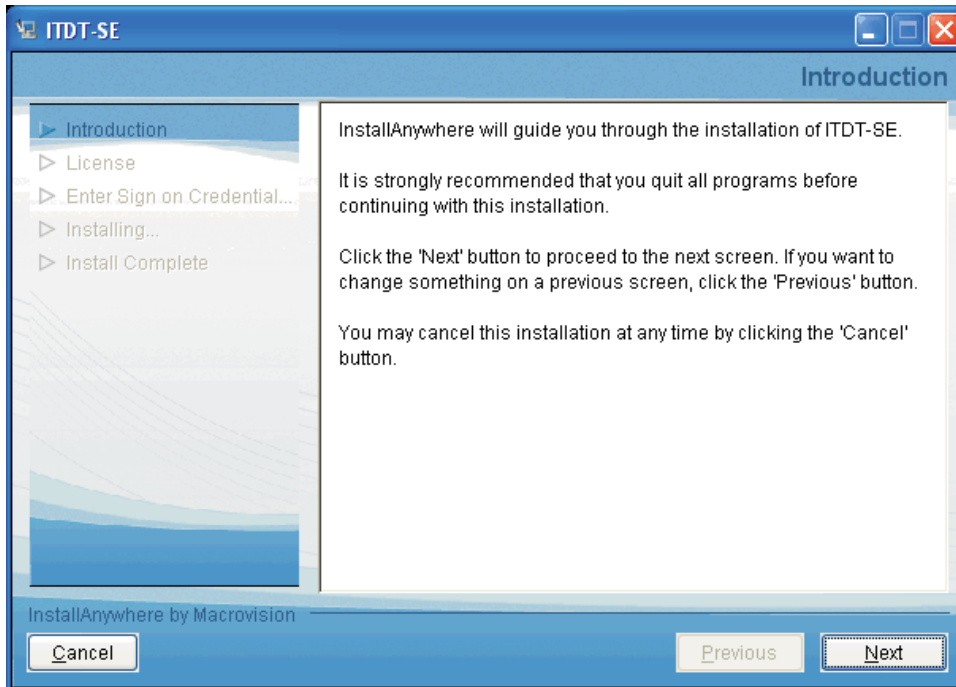 ITDT-SE
Introduction
Introduction
License
Enter Sign on Credential...
Installing...
Install Complete
InstallAnywhere will guide you through the installation of ITDT-SE.
It is strongly recommended that you quit all programs before
continuing with this installation.
Click the 'Next' button to proceed to the next screen. If you want to
change something on a previous screen, click the 'Previous' button.
You may cancel this installation at any time by clicking the 'Cancel'
button.
InstallAnywhere by Macrovision
Cancel
Previous
Next